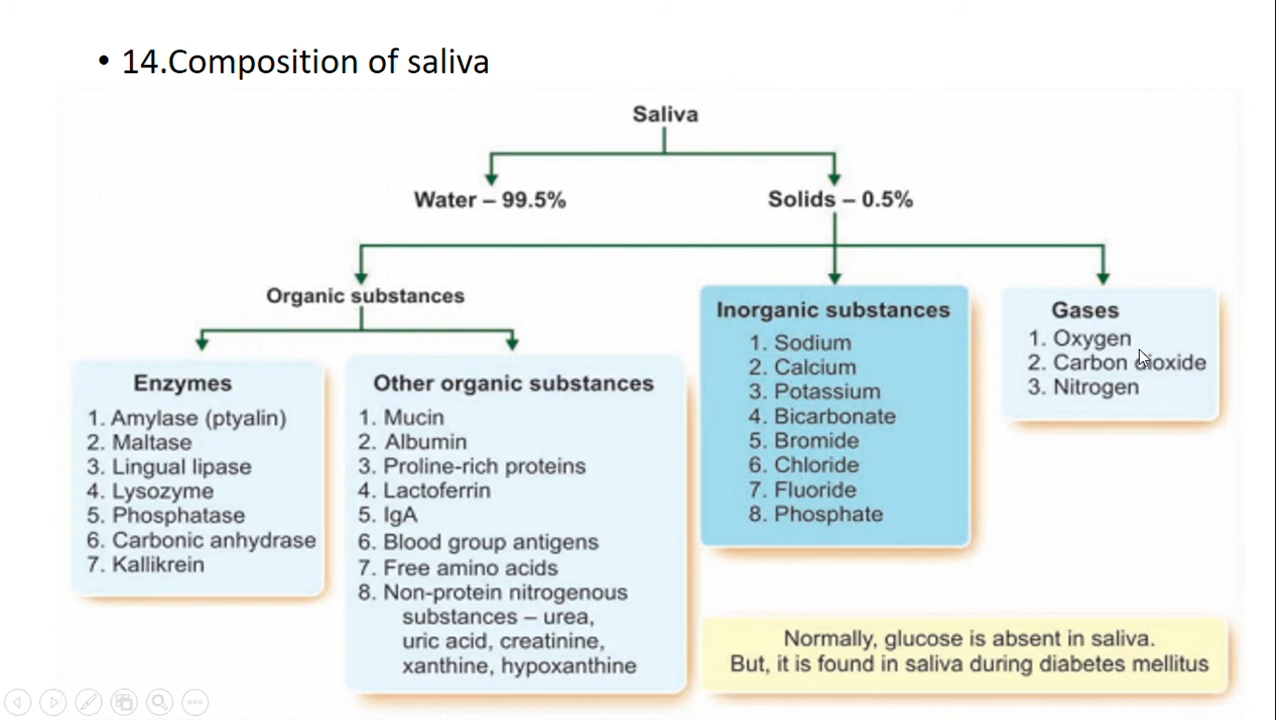 • 14.Composition of saliva
Saliva
Water – 99.5%
Solids – 0.5%
Organic substances
Enzymes
1. Amylase (ptyalin)
2. Maltase
3. Lingual lipase
4. Lysozyme
5. Phosphatase
6. Carbonic anhydrase
7. Kallikrein
Other organic substances
1. Mucin
2. Albumin
3. Proline-rich proteins
4. Lactoferrin
5. IgA
6. Blood group antigens
7. Free amino acids
8. Non-protein nitrogenous
substances – urea,
uric acid, creatinine,
xanthine, hypoxanthine
Inorganic substances
1. Sodium
2. Calcium
3. Potassium
4. Bicarbonate
5. Bromide
6. Chloride
7. Fluoride
8. Phosphate
Gases
1. Oxygen
2. Carbon dioxide
3. Nitrogen
Normally, glucose is absent in saliva.
But, it is found in saliva during diabetes mellitus